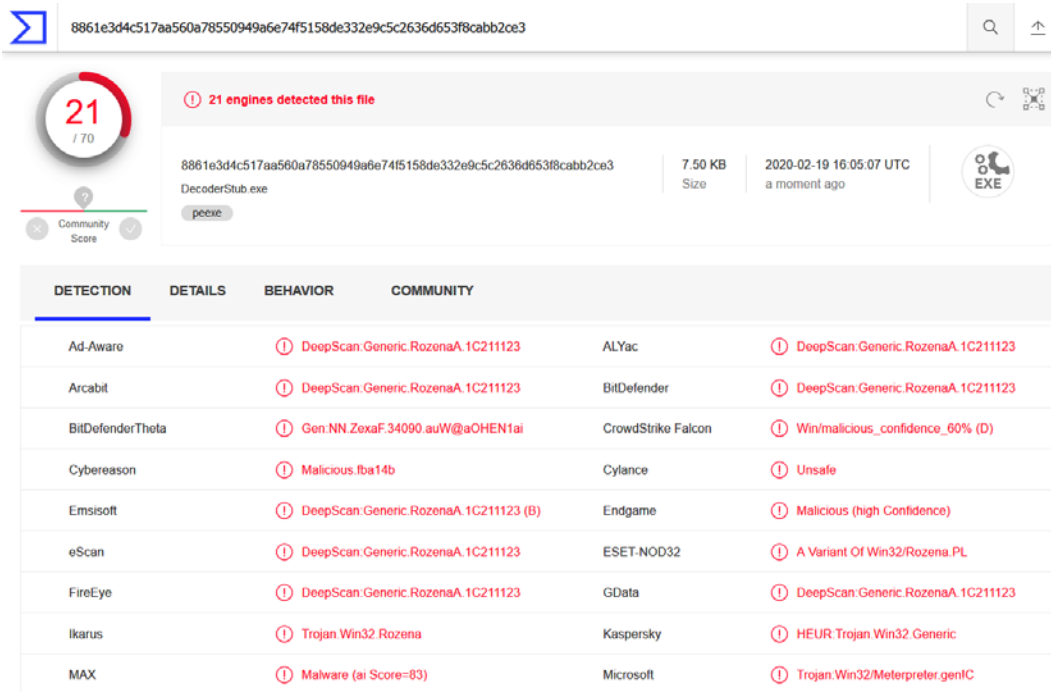 8861e3d4c517aa560a78550949a6e74f5158de332e9c5c2636d653f8cabb2ce3
21
/ 70
21 engines detected this file
8861e3d4c517aa560a78550949a6e74f5158de332e9c5c2636d653f8cabb2ce3
DecoderStub.exe
peexe
7.50 KB
Size
2020-02-19 16:05:07 UTC
a moment ago
EXE
?
Community
Score
DETECTION DETAILS BEHAVIOR COMMUNITY
Ad-Aware DeepScan:Generic.RozenaA.1C211123 ALYac DeepScan:Generic.RozenaA.1C211123
Arcabit DeepScan:Generic.RozenaA.1C211123 BitDefender DeepScan:Generic.RozenaA.1C211123
BitDefenderTheta Gen:NN.ZexaF.34090.auW@aOHEN1ai CrowdStrike Falcon Win/malicious_confidence_60% (D)
Cybereason Malicious.fba14b Cylance Unsafe
Emsisoft DeepScan:Generic.RozenaA.1C211123 (B) Endgame Malicious (high Confidence)
eScan DeepScan:Generic.RozenaA.1C211123 ESET-NOD32 A Variant Of Win32/Rozena.PL
FireEye DeepScan:Generic.RozenaA.1C211123 GData DeepScan:Generic.RozenaA.1C211123
Ikarus Trojan.Win32.Rozena Kaspersky HEUR:Trojan.Win32.Generic
MAX Malware (ai Score=83) Microsoft Trojan:Win32/Meterpreter.gen!C